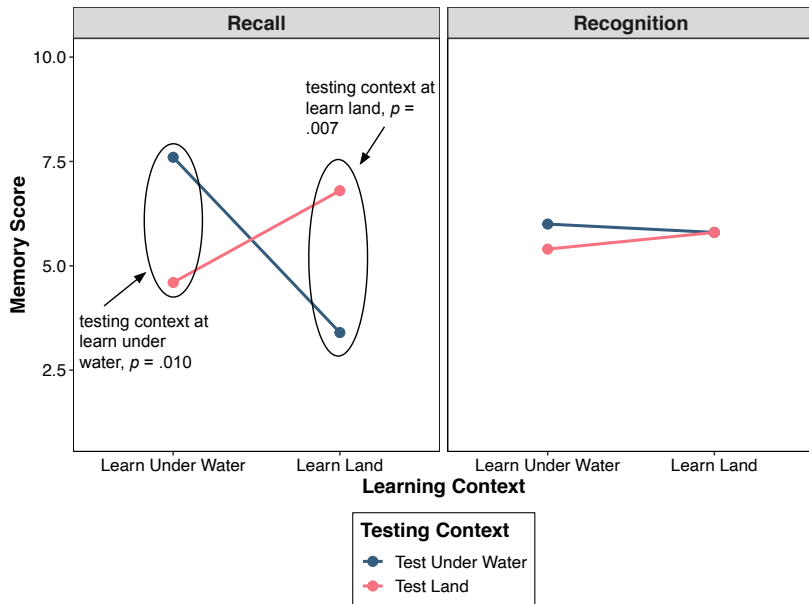 Recall
Recognition
10.0
7.5
5.0
2.5
Memory Score
testing context at
learn land, p =
.007
testing context at
learn under
water, p = .010
Learn Under Water
Learn Land
Learn Under Water
Learn Land
Learning Context
Testing Context
Test Under Water
Test Land